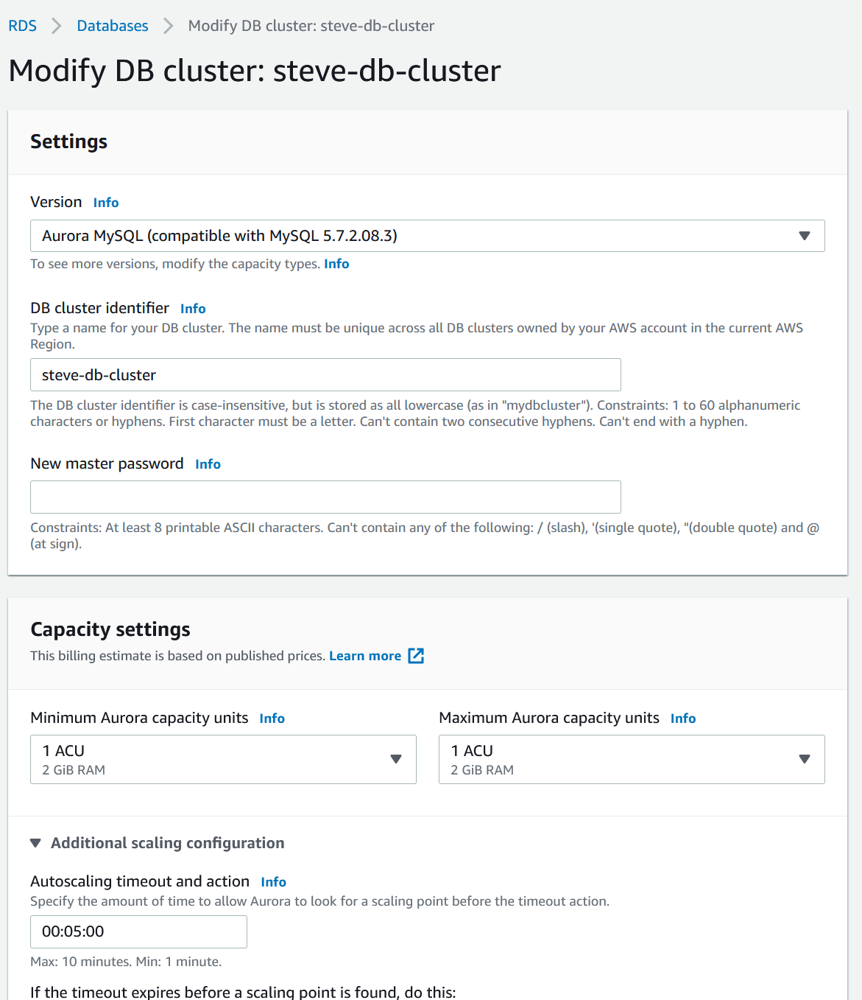 RDS > Databases > Modify DB cluster: steve-db-cluster
Modify DB cluster: steve-db-cluster
Settings
Version Info
Aurora MySQL (compatible with MySQL 5.7.2.08.3)
To see more versions, modify the capacity types. Info
DB cluster identifier Info
Type a name for your DB cluster. The name must be unique across all DB clusters owned by your AWS account in the current AWS
Region.
steve-db-cluster
The DB cluster identifier is case-insensitive, but is stored as all lowercase (as in "mydbcluster"). Constraints: 1 to 60 alphanumeric
characters or hyphens. First character must be a letter. Can't contain two consecutive hyphens. Can't end with a hyphen.
New master password Info
Constraints: At least 8 printable ASCII characters. Can't contain any of the following: / (slash), '(single quote), "(double quote) and @
(at sign).
Capacity settings
This billing estimate is based on published prices. Learn more
Minimum Aurora capacity units Info
1 ACU
2 GiB RAM
Maximum Aurora capacity units Info
1 ACU
2 GiB RAM
Additional scaling configuration
Autoscaling timeout and action Info
Specify the amount of time to allow Aurora to look for a scaling point before the timeout action.
00:05:00
Max: 10 minutes. Min: 1 minute.
If the timeout expires before a scaling point is found, do this: